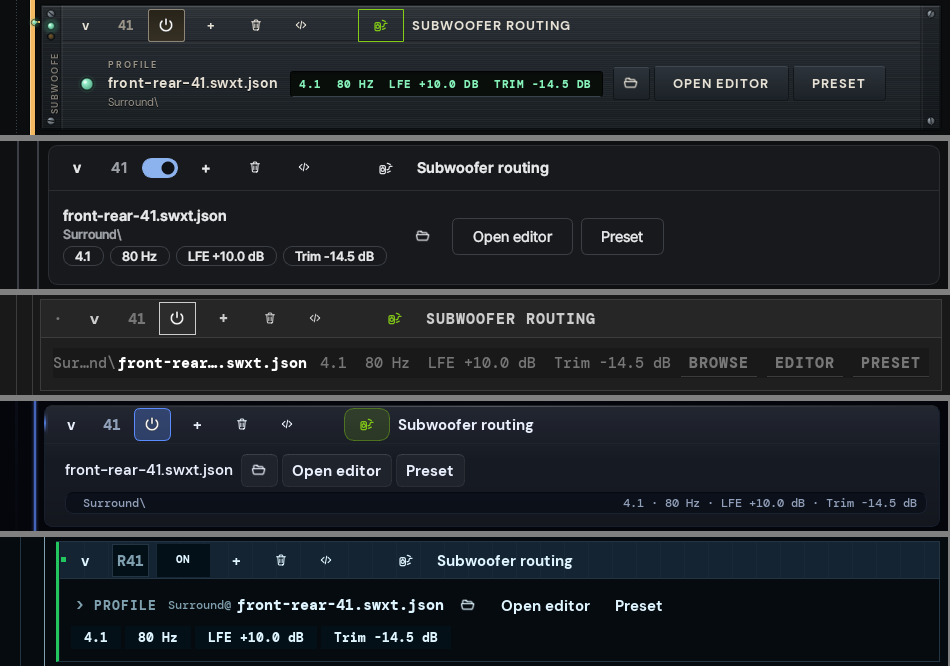 v 41 + SUBWOOFER ROUTING
SUBWOOFE
PROFILE
front-rear-41.swxt.json 4.1 80 HZ LFE +10.0 DB TRIM -14.5 DB OPEN EDITOR PRESET
Surround\
v 41 + Subwoofer routing
front-rear-41.swxt.json
Surround\
Open editor Preset
4.1 80 Hz LFE +10.0 dB Trim -14.5 dB
v 41 + SUBWOOFER ROUTING
Sur…nd\front-rear….swxt.json 4.1 80 Hz LFE +10.0 dB Trim -14.5 dB BROWSE EDITOR PRESET
v 41 + Subwoofer routing
front-rear-41.swxt.json Open editor Preset
Surround\ 4.1 · 80 Hz · LFE +10.0 dB · Trim -14.5 dB
v R41 ON + Subwoofer routing
› PROFILE Surround@ front-rear-41.swxt.json Open editor Preset
4.1 80 Hz LFE +10.0 dB Trim -14.5 dB